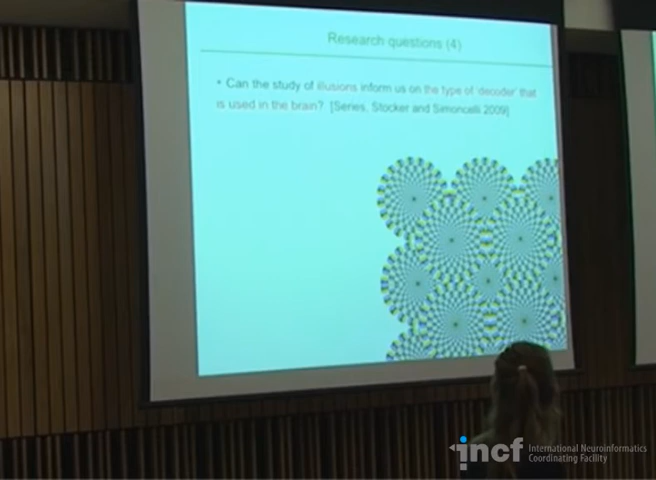 Research questions (4)
• Can the study of illusions inform us on the type of 'decoder' that
is used in the brain? [Series, Stocker and Simoncelli 2009]
incf
International Neuroinformatics
Coordinating Facility